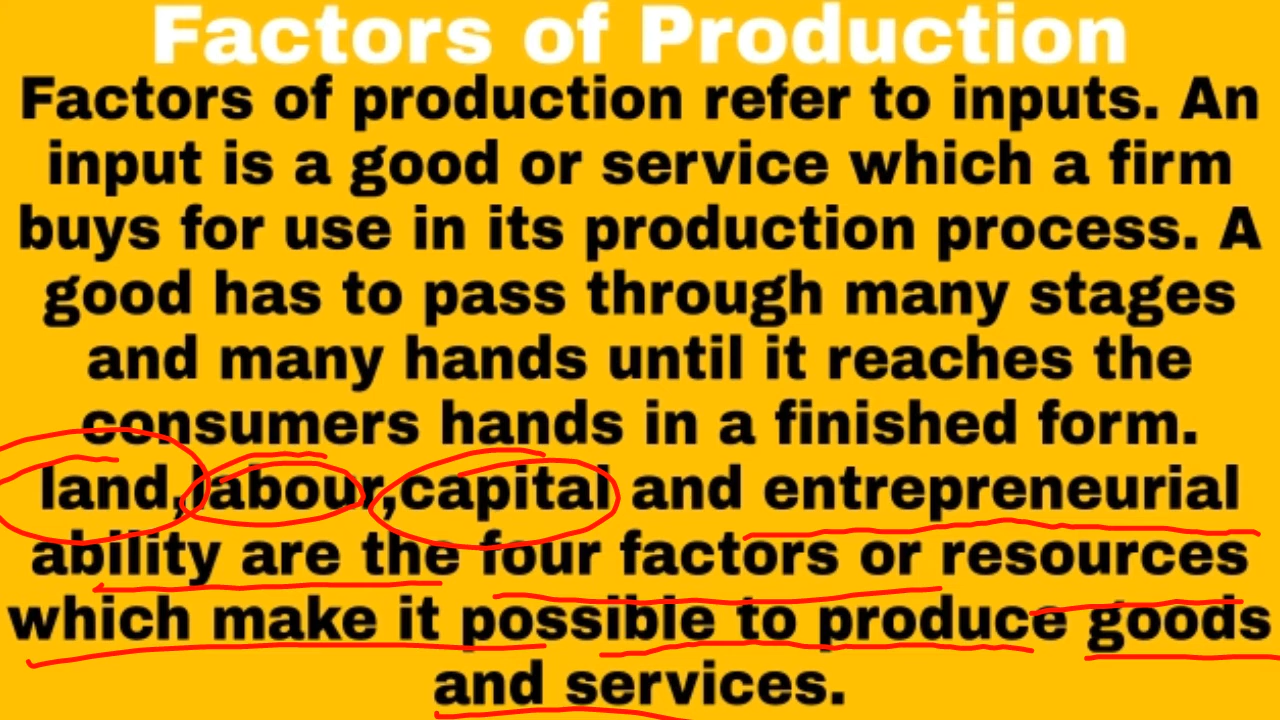 Factors of Production
Factors of production refer to inputs. An
input is a good or service which a firm
buys for use in its production process. A
good has to pass through many stages
and many hands until it reaches the
consumers hands in a finished form.
land,labour,capital and entrepreneurial
ability are the four factors or resources
which make it possible to produce goods
and services.